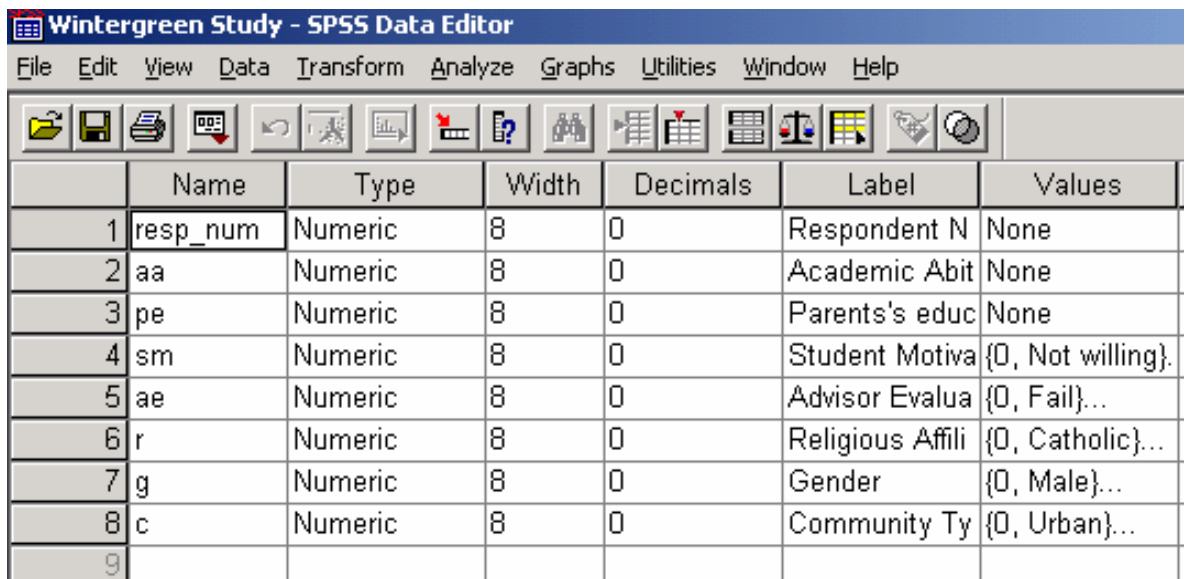 Wintergreen Study - SPSS Data Editor
File Edit View Data Transform Analyze Graphs Utilities Window Help
Name Type Width Decimals Label Values
1 resp_num Numeric 8 0 Respondent N None
2 aa Numeric 8 0 Academic Abit None
3 pe Numeric 8 0 Parents's educ None
4 sm Numeric 8 0 Student Motiva {0, Not willing}.
5 ae Numeric 8 0 Advisor Evalua {0, Fail}...
6 r Numeric 8 0 Religious Affili {0, Catholic}...
7 g Numeric 8 0 Gender {0, Male}...
8 c Numeric 8 0 Community Ty {0, Urban}...
9